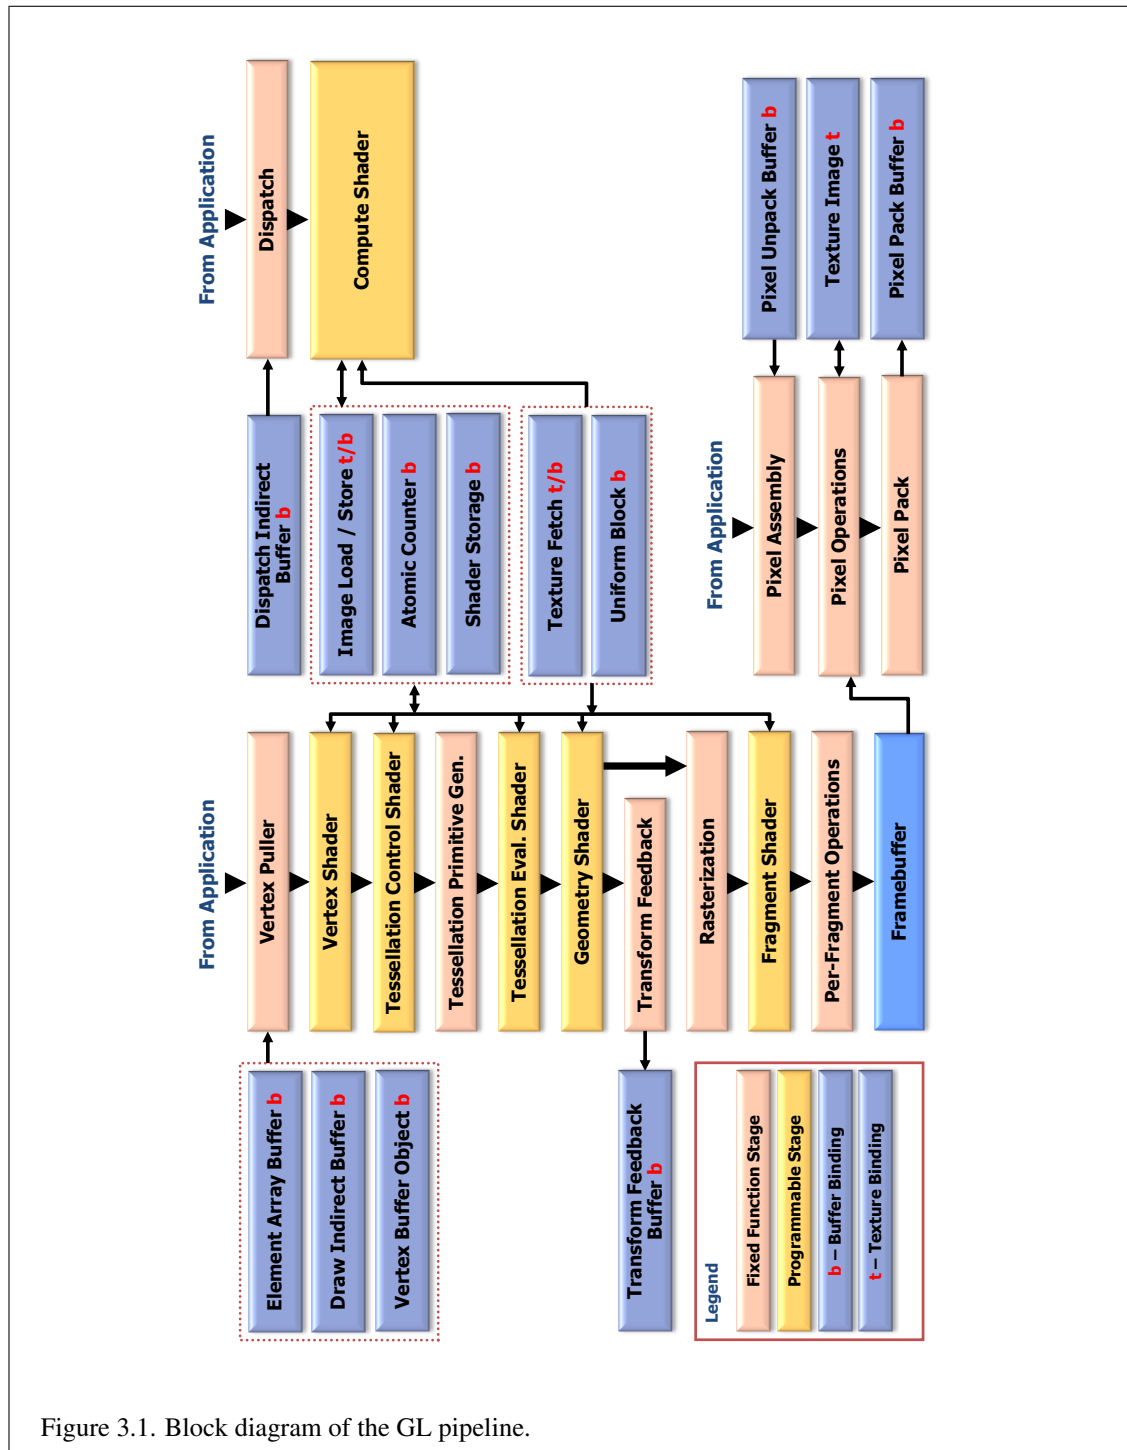 From Application
Element Array Buffer b
Draw Indirect Buffer b
Vertex Buffer Object b
Vertex Puller
Vertex Shader
Tessellation Control Shader
Tessellation Primitive Gen.
Tessellation Eval. Shader
Geometry Shader
Transform Feedback
Transform Feedback
Buffer b
Rasterization
Fragment Shader
Per-Fragment Operations
Framebuffer
Dispatch Indirect
Buffer b
Image Load / Store t/b
Atomic Counter b
Shader Storage b
Texture Fetch t/b
Uniform Block b
From Application
Dispatch
Compute Shader
From Application
Pixel Assembly
Pixel Operations
Pixel Pack
Pixel Unpack Buffer b
Texture Image t
Pixel Pack Buffer b
Legend
Fixed Function Stage
Programmable Stage
b – Buffer Binding
t – Texture Binding
Figure 3.1. Block diagram of the GL pipeline.